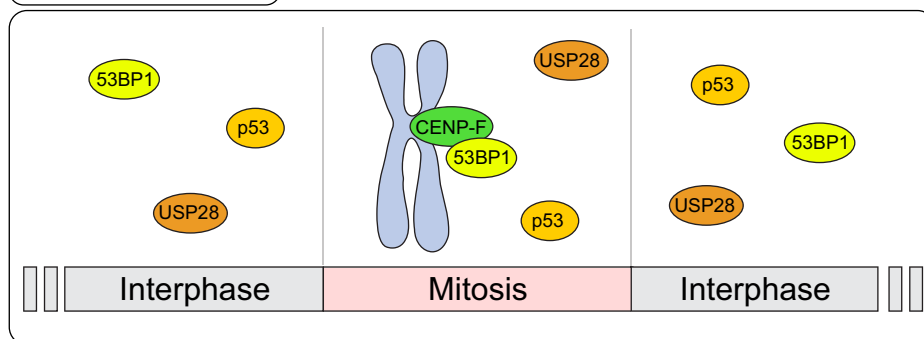 53BP1
p53
USP28
USP28
CENP-F
53BP1
p53
p53
53BP1
USP28
Interphase
Mitosis
Interphase